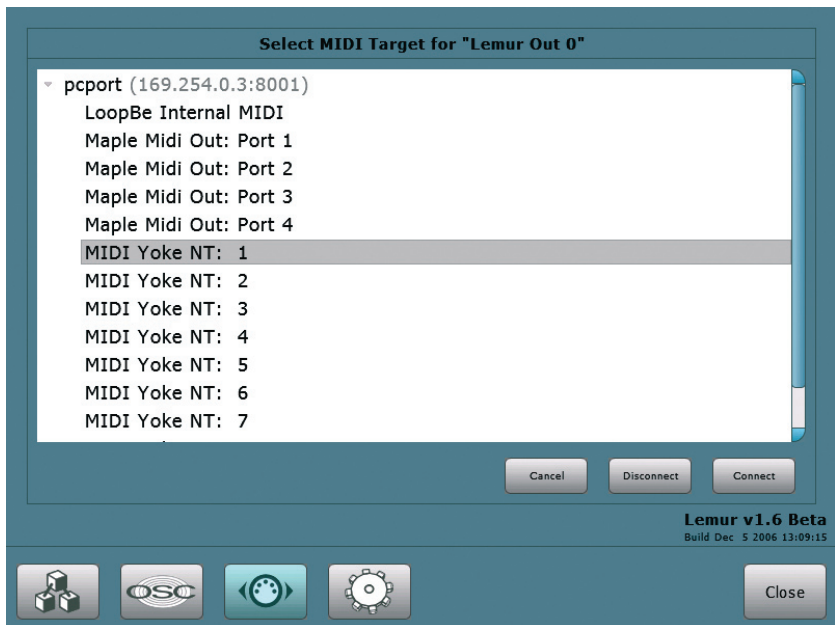 Select MIDI Target for "Lemur Out 0"
pcport (169.254.0.3:8001)
LoopBe Internal MIDI
Maple Midi Out: Port 1
Maple Midi Out: Port 2
Maple Midi Out: Port 3
Maple Midi Out: Port 4
MIDI Yoke NT: 1
MIDI Yoke NT: 2
MIDI Yoke NT: 3
MIDI Yoke NT: 4
MIDI Yoke NT: 5
MIDI Yoke NT: 6
MIDI Yoke NT: 7
Cancel
Disconnect
Connect
Lemur v1.6 Beta
Build Dec 5 2006 13:09:15
OSC
Close